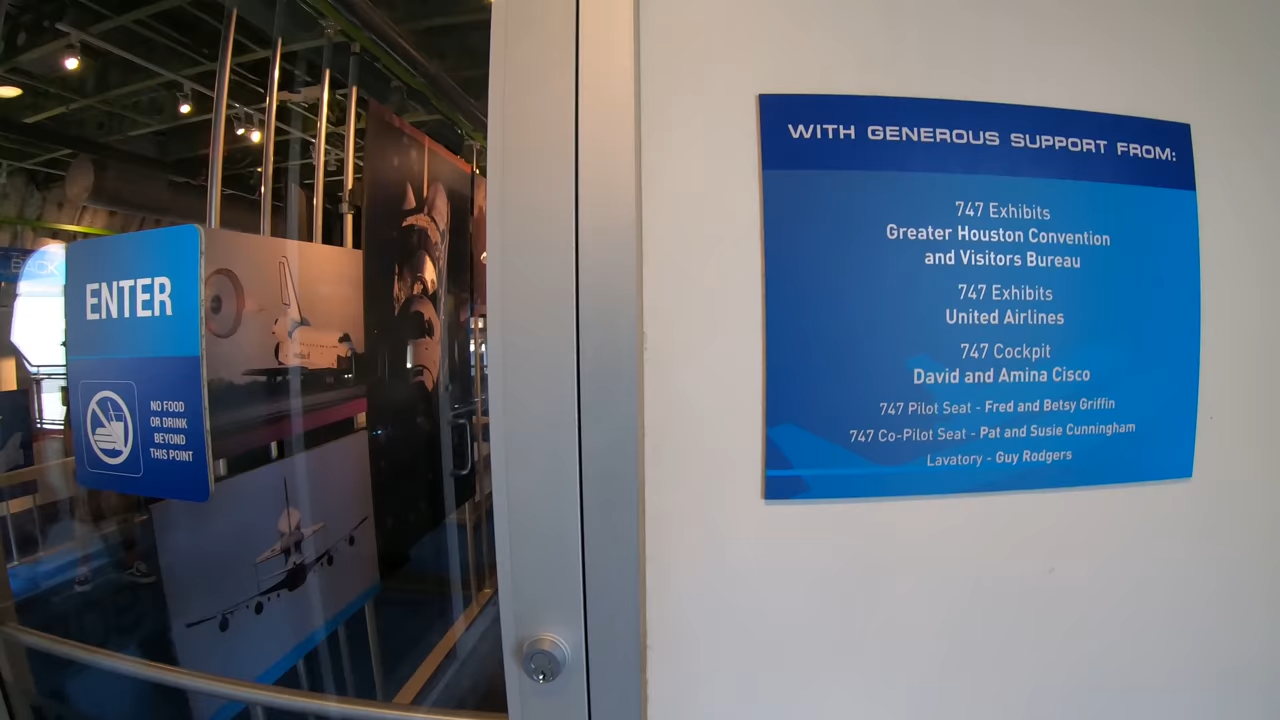 BACK
ENTER
NO FOOD
OR DRINK
BEYOND
THIS POINT
WITH GENEROUS SUPPORT FROM:
747 Exhibits
Greater Houston Convention
and Visitors Bureau
747 Exhibits
United Airlines
747 Cockpit
David and Amina Cisco
747 Pilot Seat - Fred and Betsy Griffin
747 Co-Pilot Seat - Pat and Susie Cunningham
Lavatory - Guy Rodgers